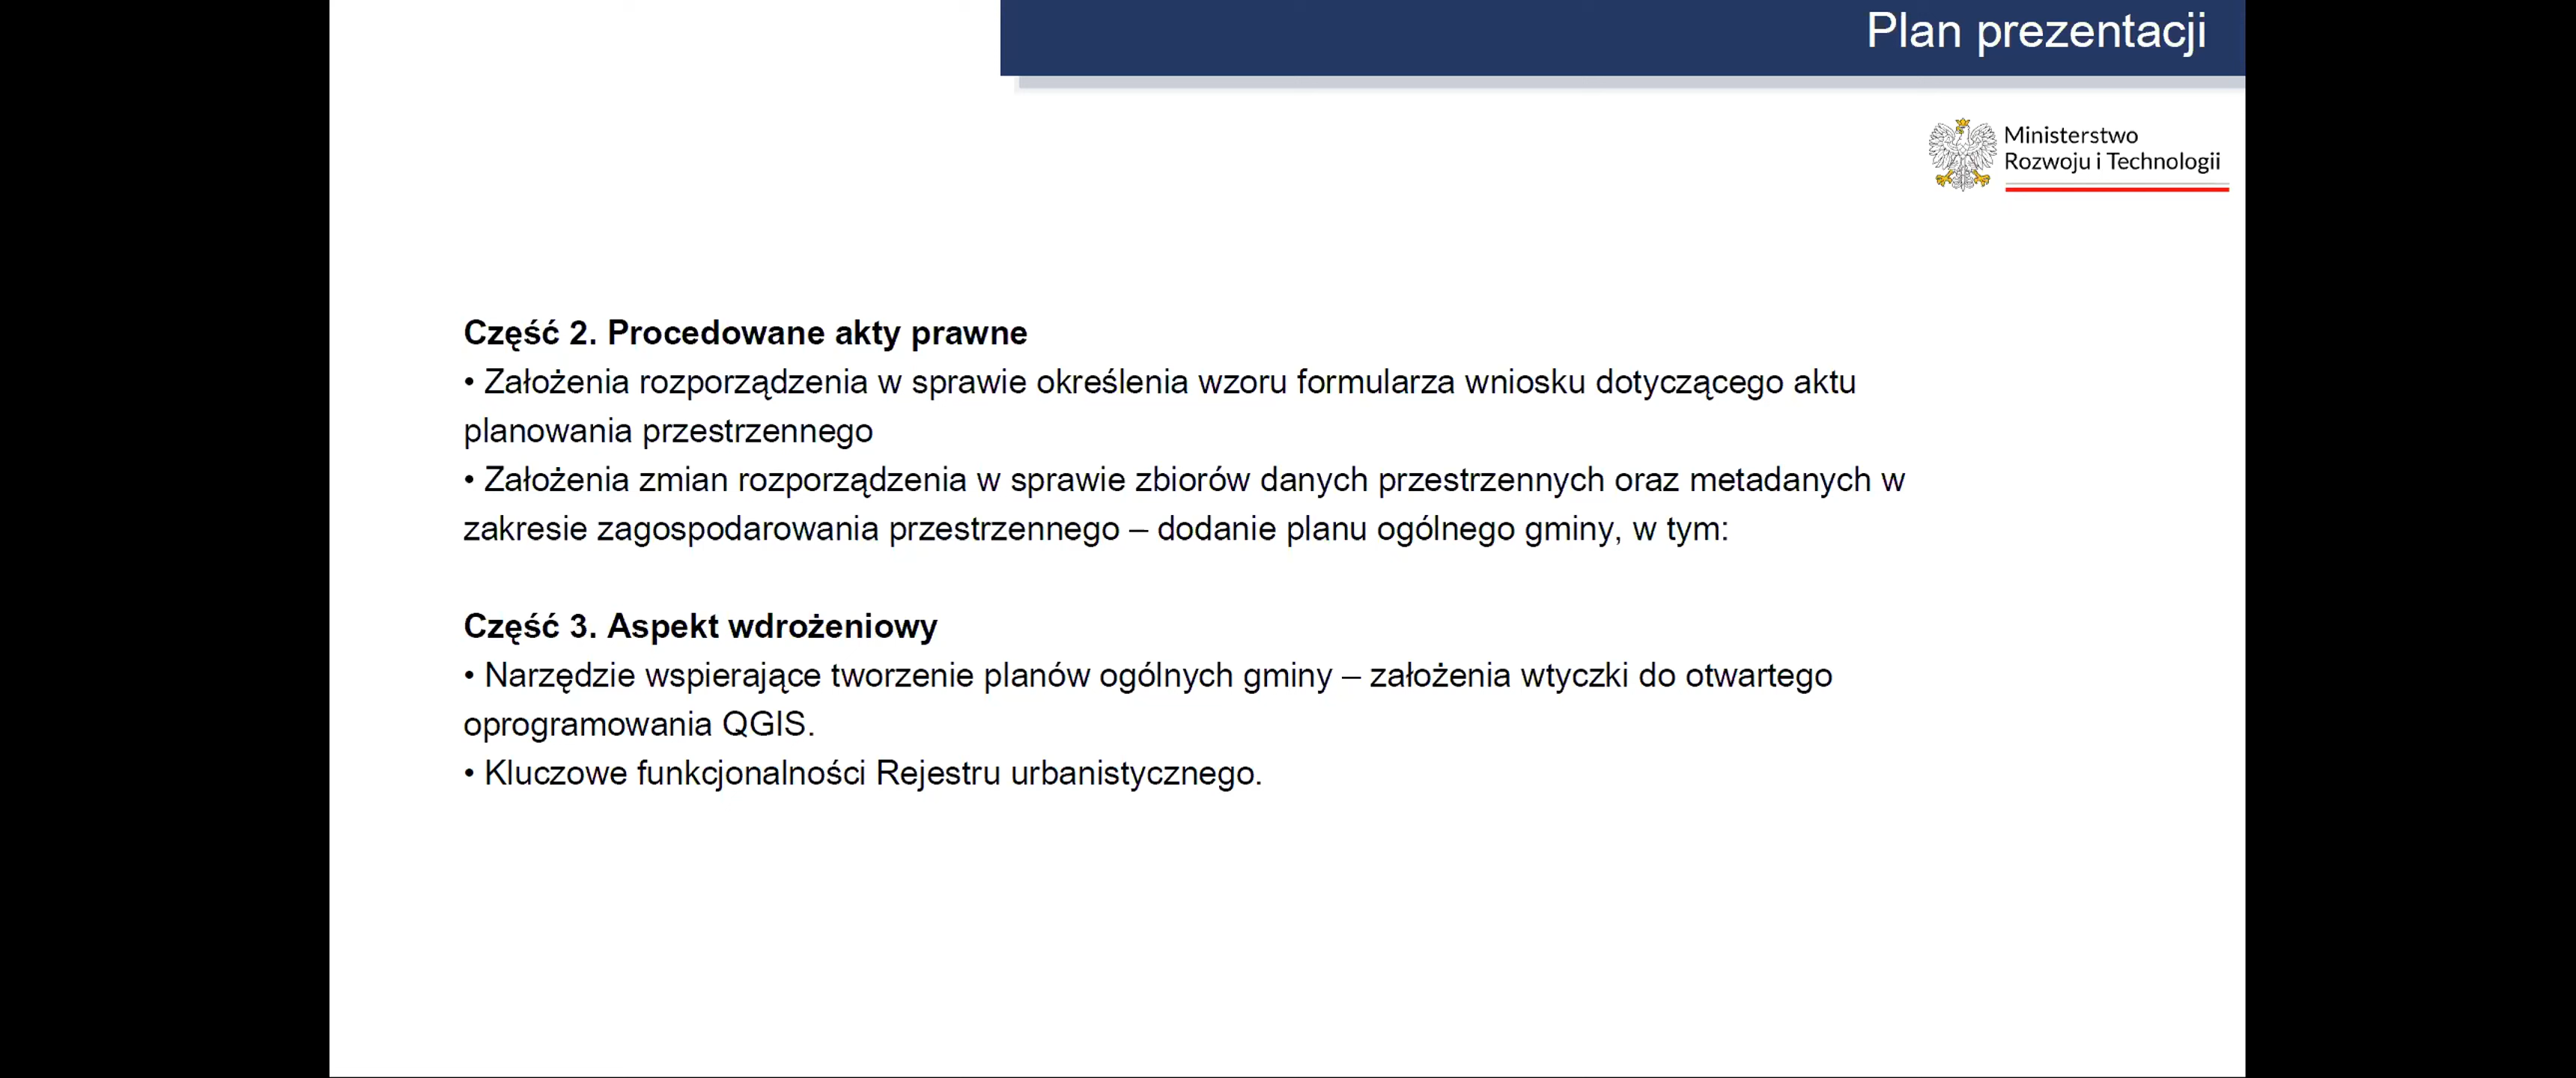 Plan prezentacji
Ministerstwo
Rozwoju i Technologii
Część 2. Procedowane akty prawne
• Założenia rozporządzenia w sprawie określenia wzoru formularza wniosku dotyczącego aktu
planowania przestrzennego
• Założenia zmian rozporządzenia w sprawie zbiorów danych przestrzennych oraz metadanych w
zakresie zagospodarowania przestrzennego – dodanie planu ogólnego gminy, w tym:
Część 3. Aspekt wdrożeniowy
• Narzędzie wspierające tworzenie planów ogólnych gminy – założenia wtyczki do otwartego
oprogramowania QGIS.
• Kluczowe funkcjonalności Rejestru urbanistycznego.